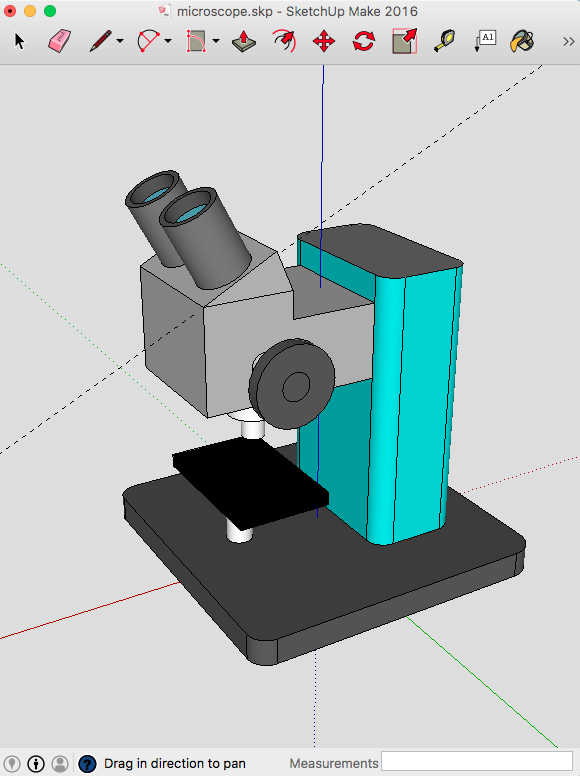 microscope.skp - SketchUp Make 2016
A1
Drag in direction to pan
Measurements